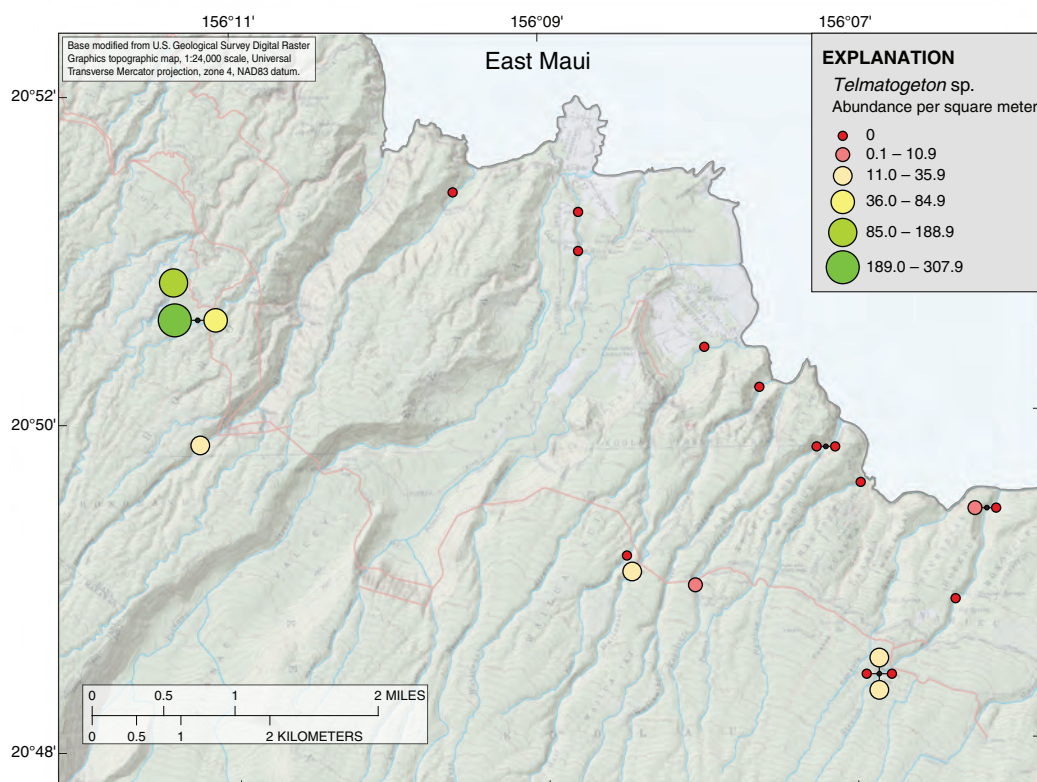 156°11'
156°09'
156°07'
Base modified from U.S. Geological Survey Digital Raster
Graphics topographic map, 1:24,000 scale, Universal
Transverse Mercator projection, zone 4, NAD83 datum.
East Maui
EXPLANATION
Telmatogeton sp.
Abundance per square meter
0
0.1 – 10.9
11.0 – 35.9
36.0 – 84.9
85.0 – 188.9
189.0 – 307.9
20°52'
20°50'
20°48'
0 0.5 1 2 MILES
0 0.5 1 2 KILOMETERS